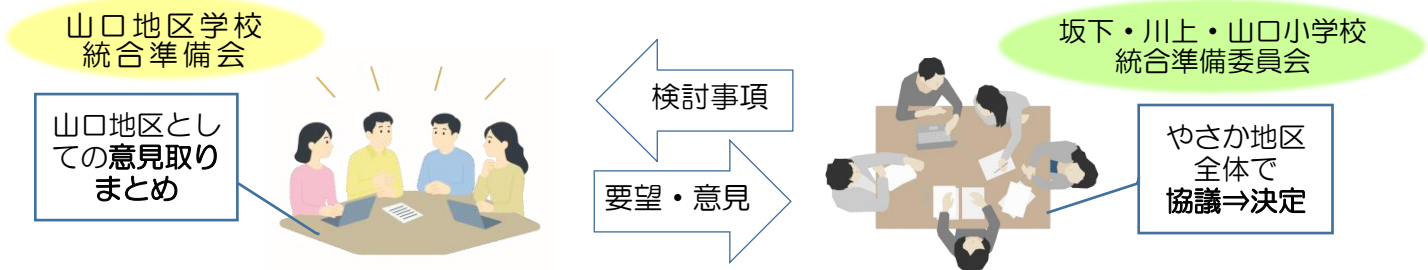 山口地区学校
統合準備会
山口地区とし
ての意見取り
まとめ
検討事項
要望・意見
坂下・川上・山口小学校
統合準備委員会
やさか地区
全体で
協議⇒決定